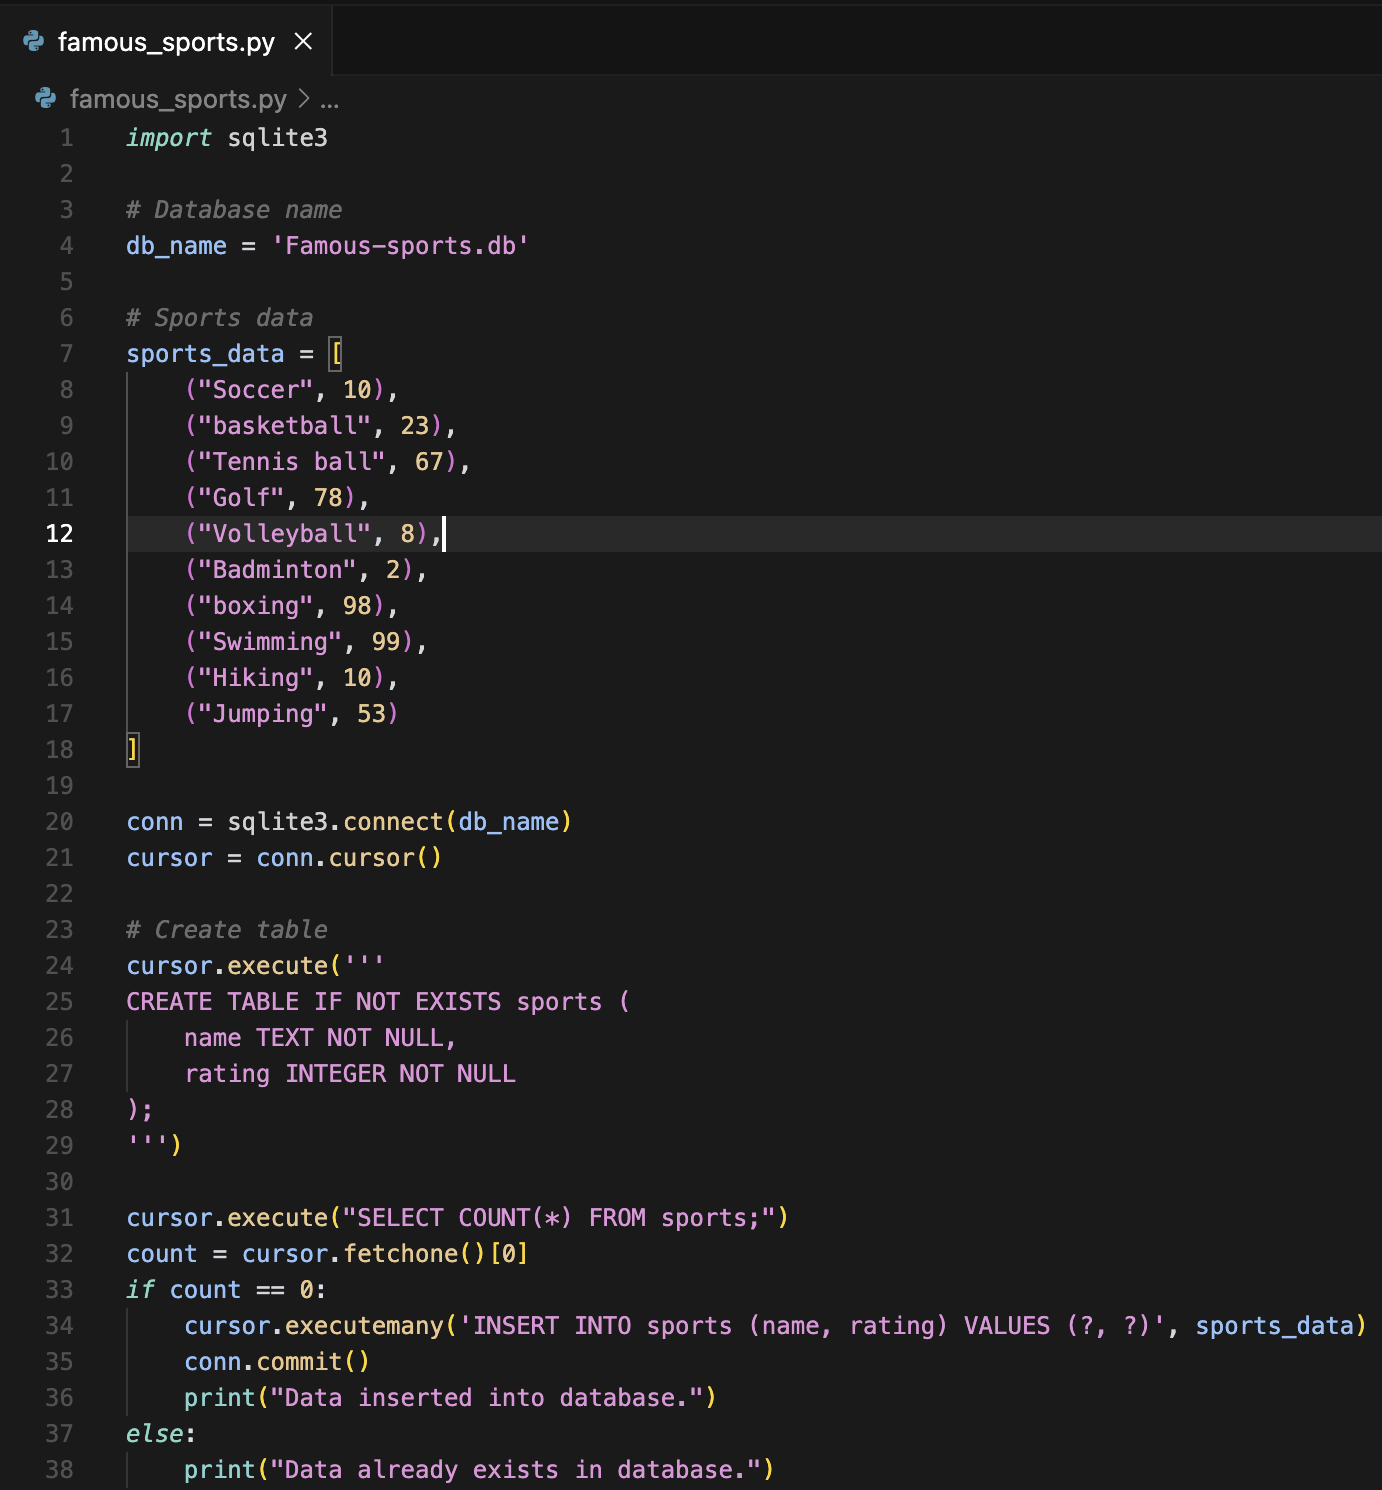 famous_sports.py
famous_sports.py > ...
1 import sqlite3
2
3 # Database name
4 db_name = 'Famous-sports.db'
5
6 # Sports data
7 sports_data = [
8     ("Soccer", 10),
9     ("basketball", 23),
10     ("Tennis ball", 67),
11     ("Golf", 78),
12     ("Volleyball", 8),
13     ("Badminton", 2),
14     ("boxing", 98),
15     ("Swimming", 99),
16     ("Hiking", 10),
17     ("Jumping", 53)
18 ]
19
20 conn = sqlite3.connect(db_name)
21 cursor = conn.cursor()
22
23 # Create table
24 cursor.execute('''
25 CREATE TABLE IF NOT EXISTS sports (
26     name TEXT NOT NULL,
27     rating INTEGER NOT NULL
28 );
29 ''')
30
31 cursor.execute("SELECT COUNT(*) FROM sports;")
32 count = cursor.fetchone()[0]
33 if count == 0:
34     cursor.executemany('INSERT INTO sports (name, rating) VALUES (?, ?)', sports_data)
35     conn.commit()
36     print("Data inserted into database.")
37 else:
38     print("Data already exists in database.")